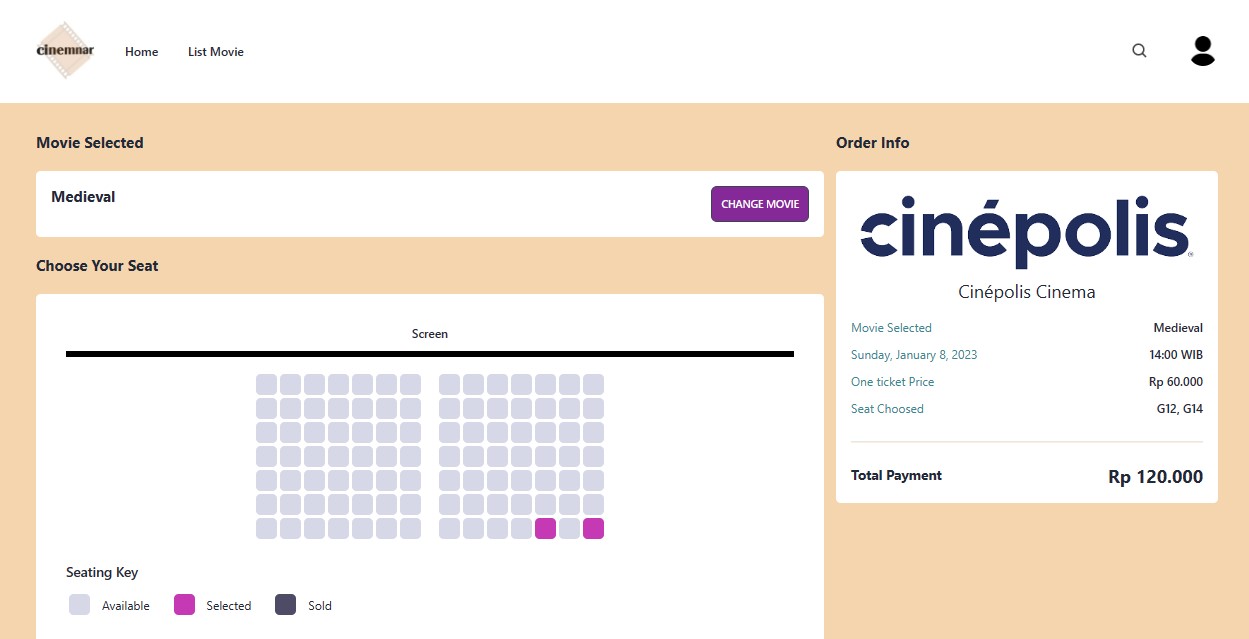 cinemnar
Home
List Movie
Movie Selected
Medieval
CHANGE MOVIE
Choose Your Seat
Screen
Seating Key
Available
Selected
Sold
Order Info
cinépolis
Cinépolis Cinema
Movie Selected Medieval
Sunday, January 8, 2023 14:00 WIB
One ticket Price Rp 60.000
Seat Choosed G12, G14
Total Payment Rp 120.000